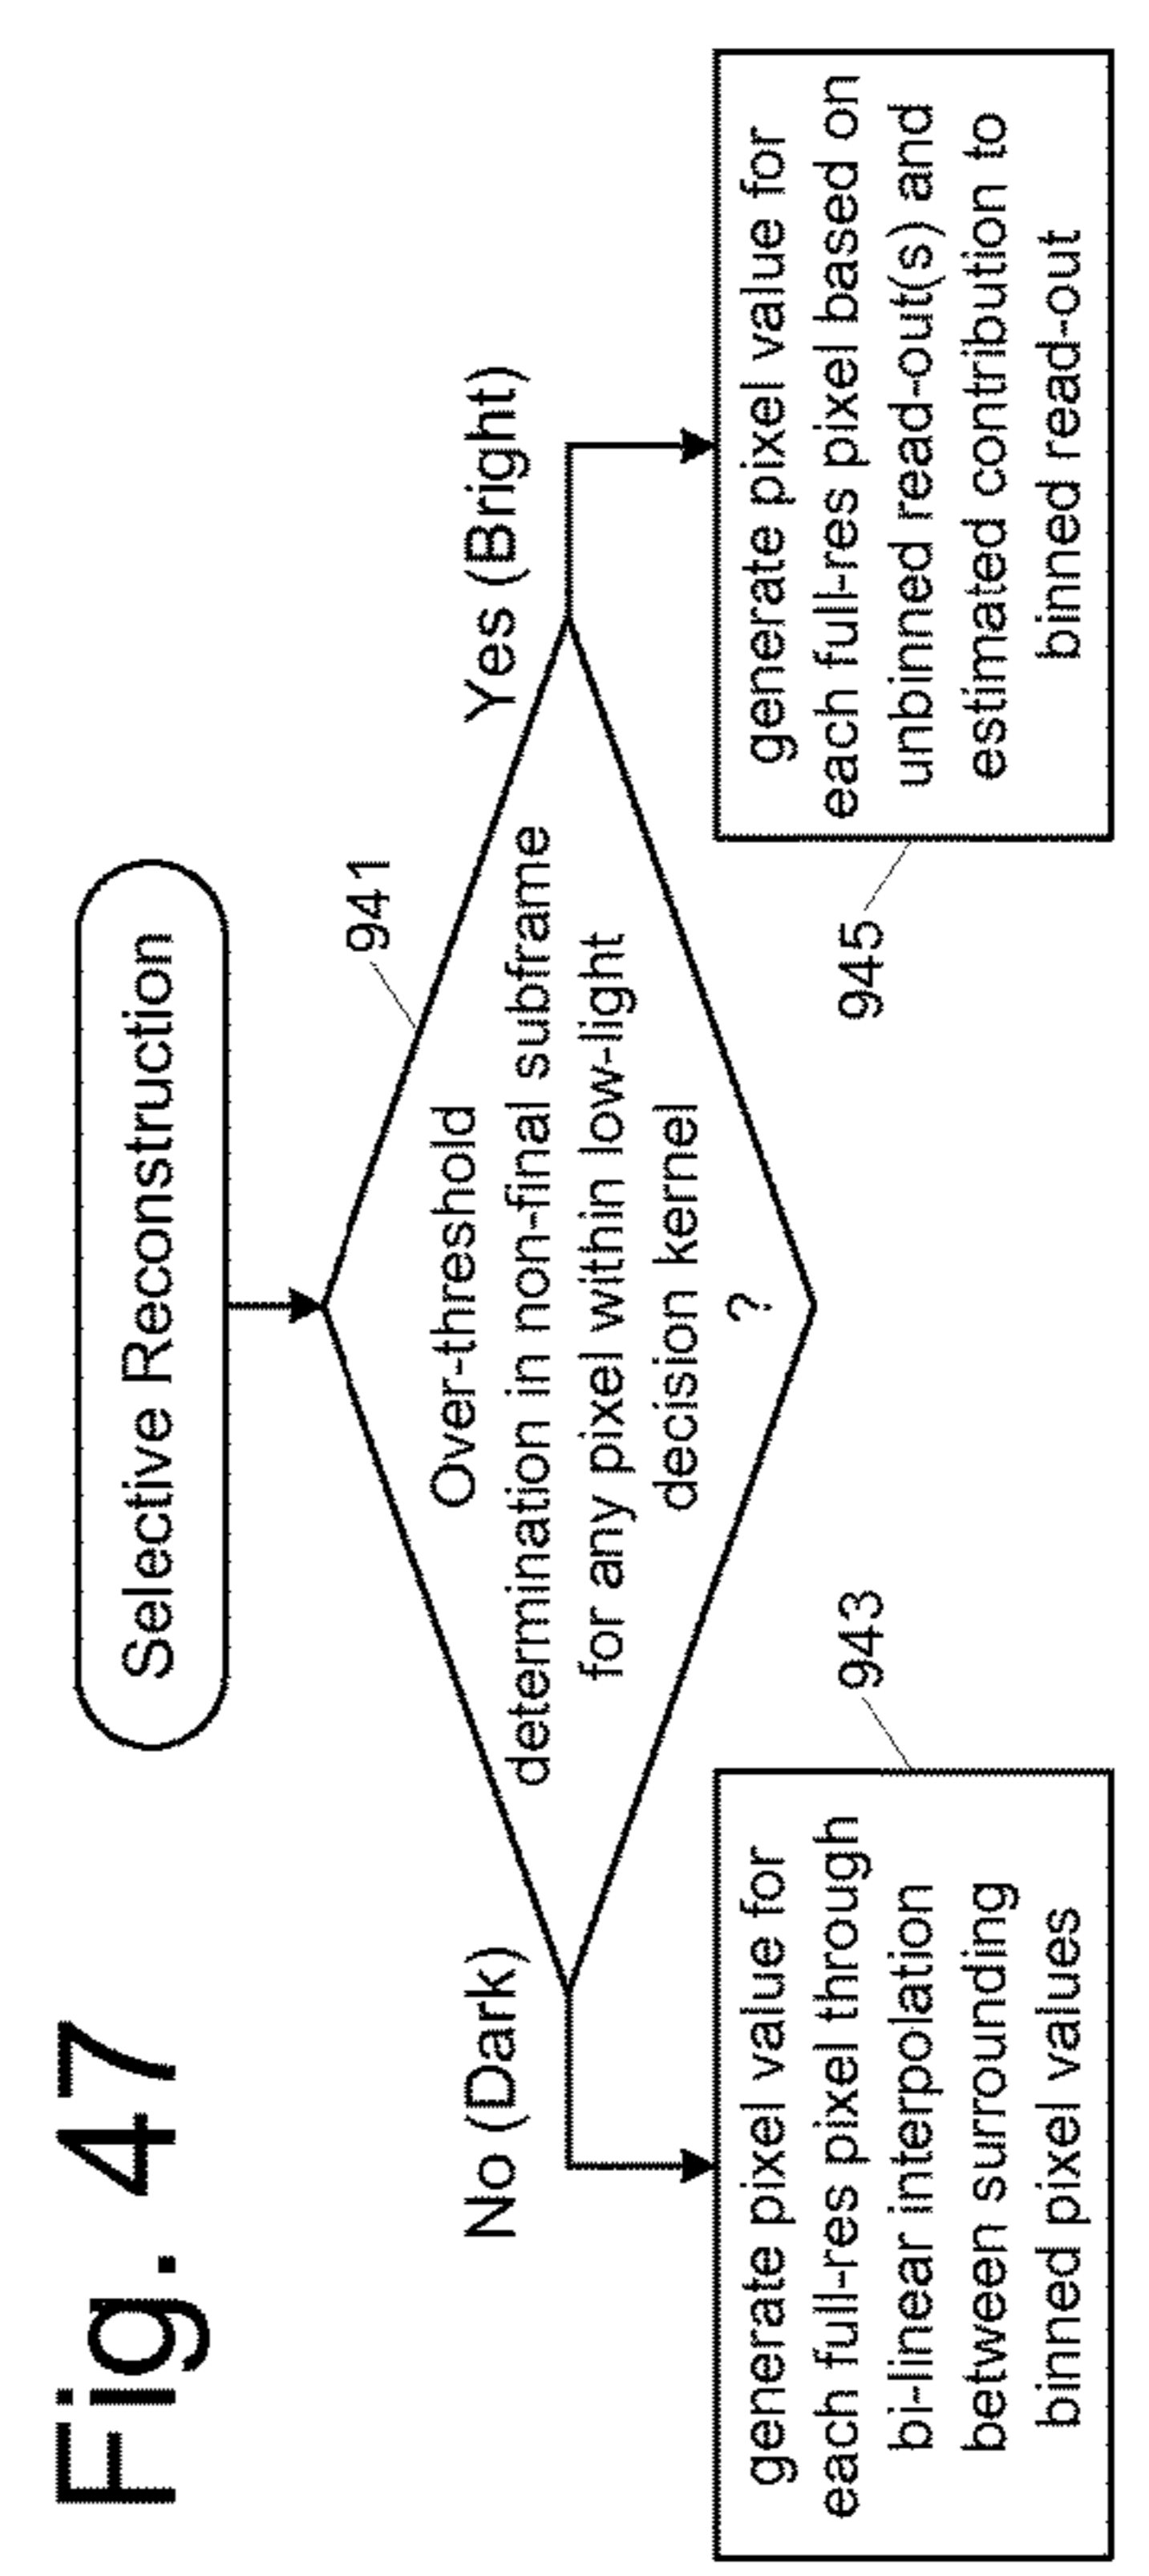 Fig. 47
Selective Reconstruction
941
Over-threshold
determination in non-final subframe
for any pixel within low-light
decision kernel
?
No (Dark)
Yes (Bright)
943
generate pixel value for
each full-res pixel through
bi-linear interpolation
between surrounding
binned pixel values
945
generate pixel value for
each full-res pixel based on
unbinned read-out(s) and
estimated contribution to
binned read-out